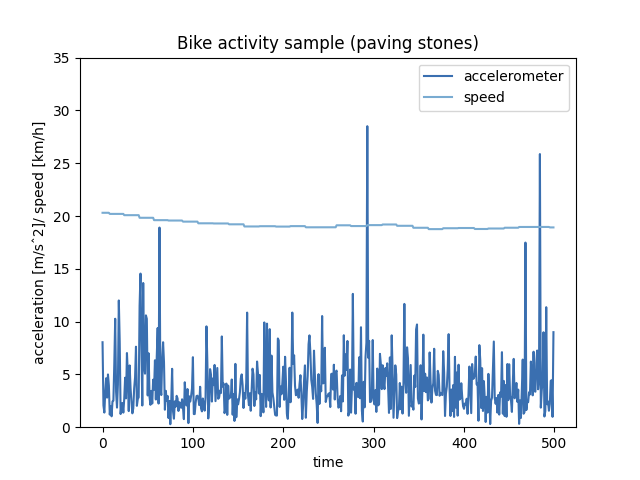 Bike activity sample (paving stones)
accelerometer
speed
35
30
25
20
15
10
5
0
acceleration [m/s^2]/ speed [km/h]
0 100 200 300 400 500
time